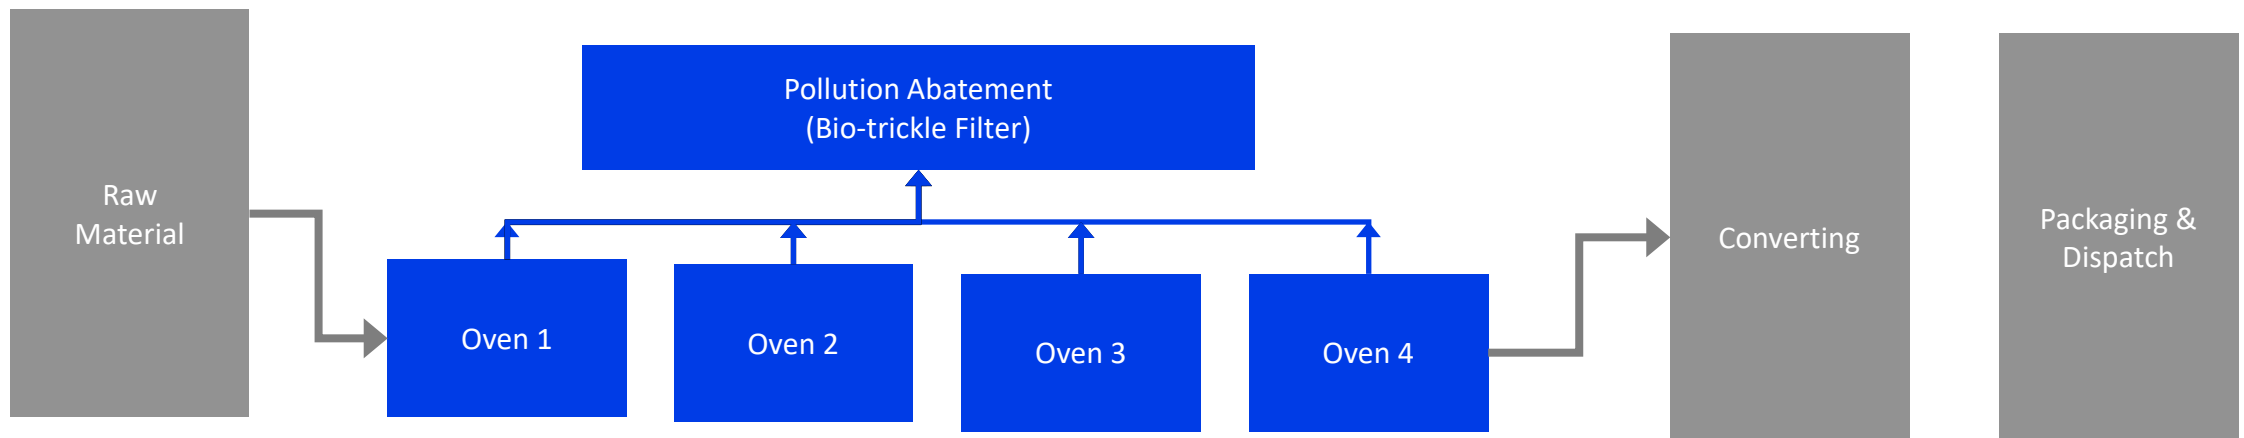 Pollution Abatement
(Bio-trickle Filter)
Raw
Material
Oven 1
Oven 2
Oven 3
Oven 4
Converting
Packaging &
Dispatch